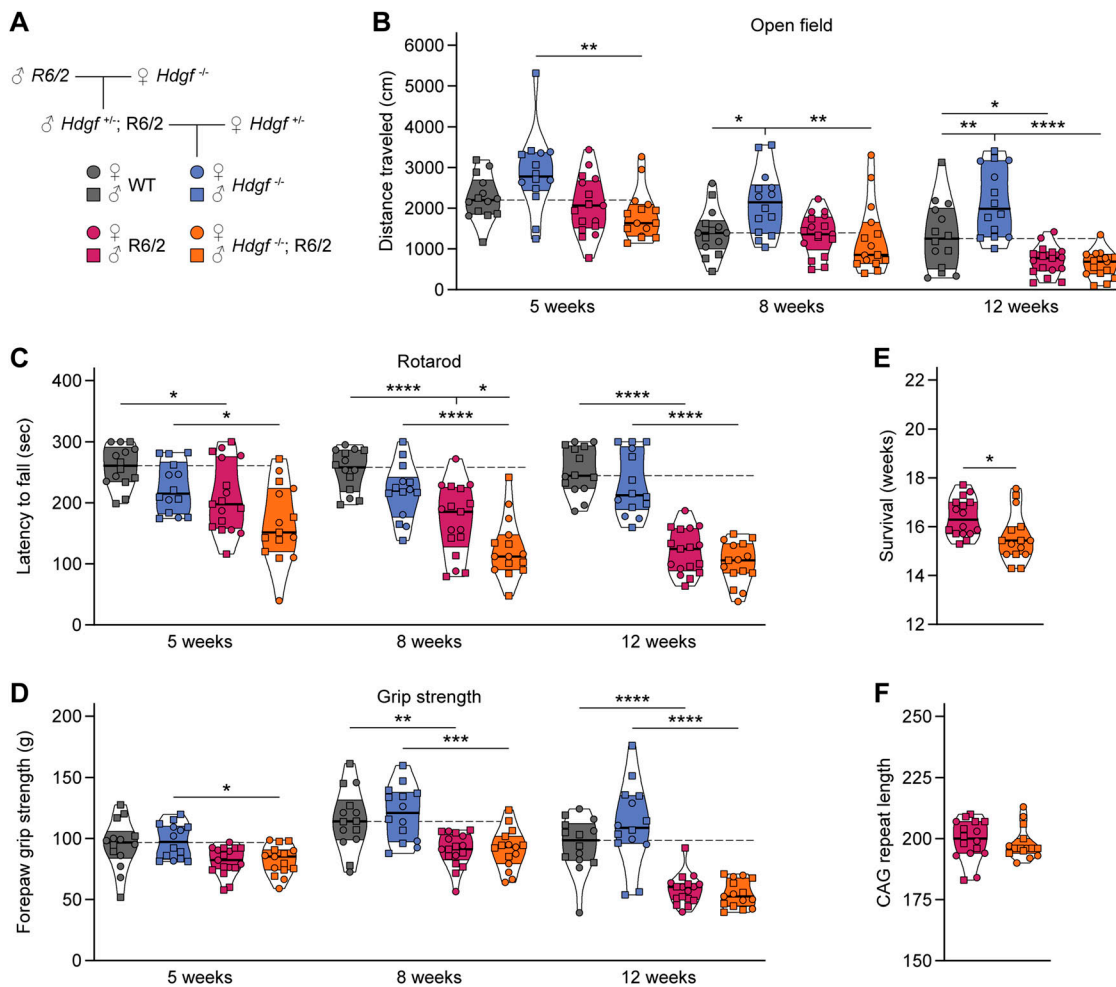 A
♂ R6/2 ♀ Hdgf -/-
♂ Hdgf +/-; R6/2 ♀ Hdgf +/-
♀ ♂ WT
♀ ♂ Hdgf -/-
♀ ♂ R6/2
♀ ♂ Hdgf -/-; R6/2
B
Open field
Distance traveled (cm)
6000
5000
4000
3000
2000
1000
0
**
* **
*
** ****
5 weeks 8 weeks 12 weeks
C
Rotarod
Latency to fall (sec)
400
300
200
100
0
*
*
**** *
****
****
****
5 weeks 8 weeks 12 weeks
E
Survival (weeks)
22
20
18
16
14
12
*
D
Grip strength
Forepaw grip strength (g)
200
150
100
50
0
*
**
***
****
****
5 weeks 8 weeks 12 weeks
F
CAG repeat length
250
225
200
175
150